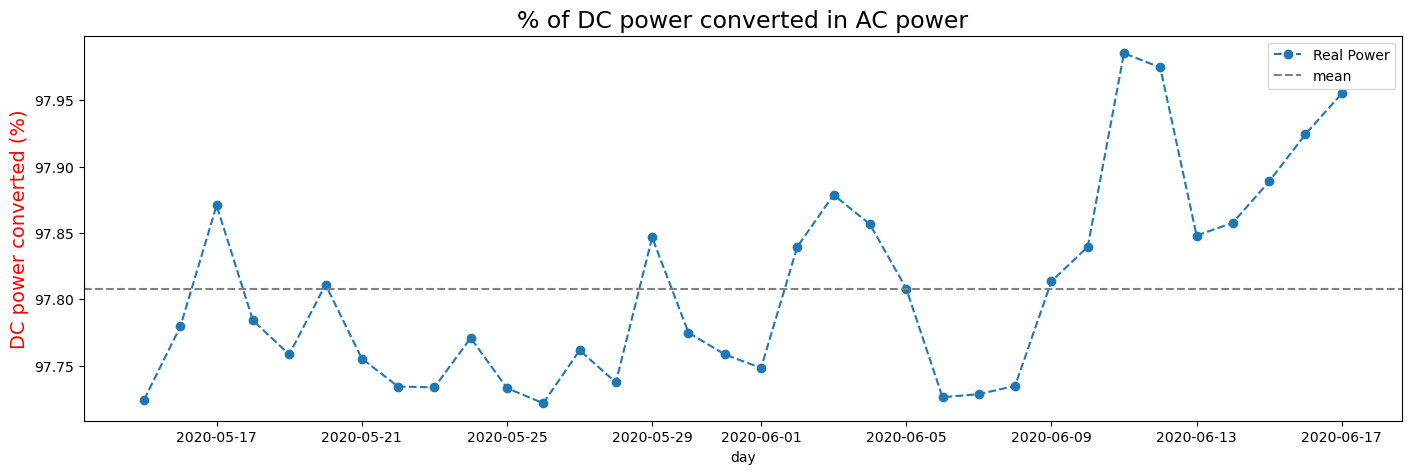 % of DC power converted in AC power
Real Power
mean
DC power converted (%)
97.95
97.90
97.85
97.80
97.75
2020-05-17 2020-05-21 2020-05-25 2020-05-29 2020-06-01 2020-06-05 2020-06-09 2020-06-13 2020-06-17
day